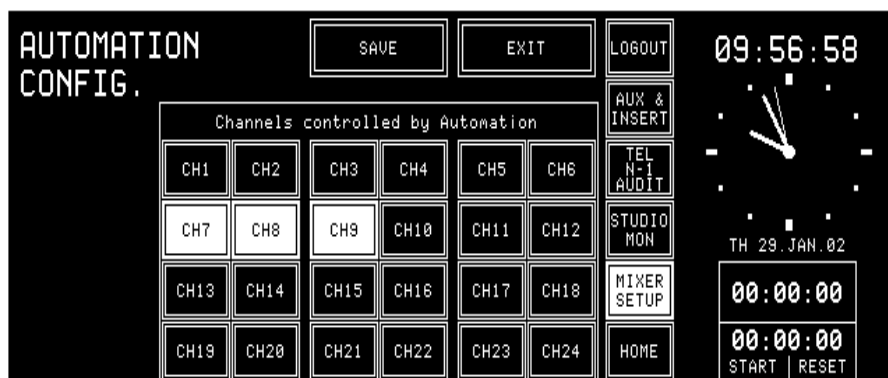 AUTOMATION
CONFIG.
SAVE
EXIT
Channels controlled by Automation
CH1 CH2 CH3 CH4 CH5 CH6
CH7 CH8 CH9 CH10 CH11 CH12
CH13 CH14 CH15 CH16 CH17 CH18
CH19 CH20 CH21 CH22 CH23 CH24
LOGOUT
AUX &
INSERT
TEL
N-1
AUDIT
STUDIO
MON
MIXER
SETUP
HOME
09:56:58
TH 29.JAN.02
00:00:00
00:00:00
START | RESET